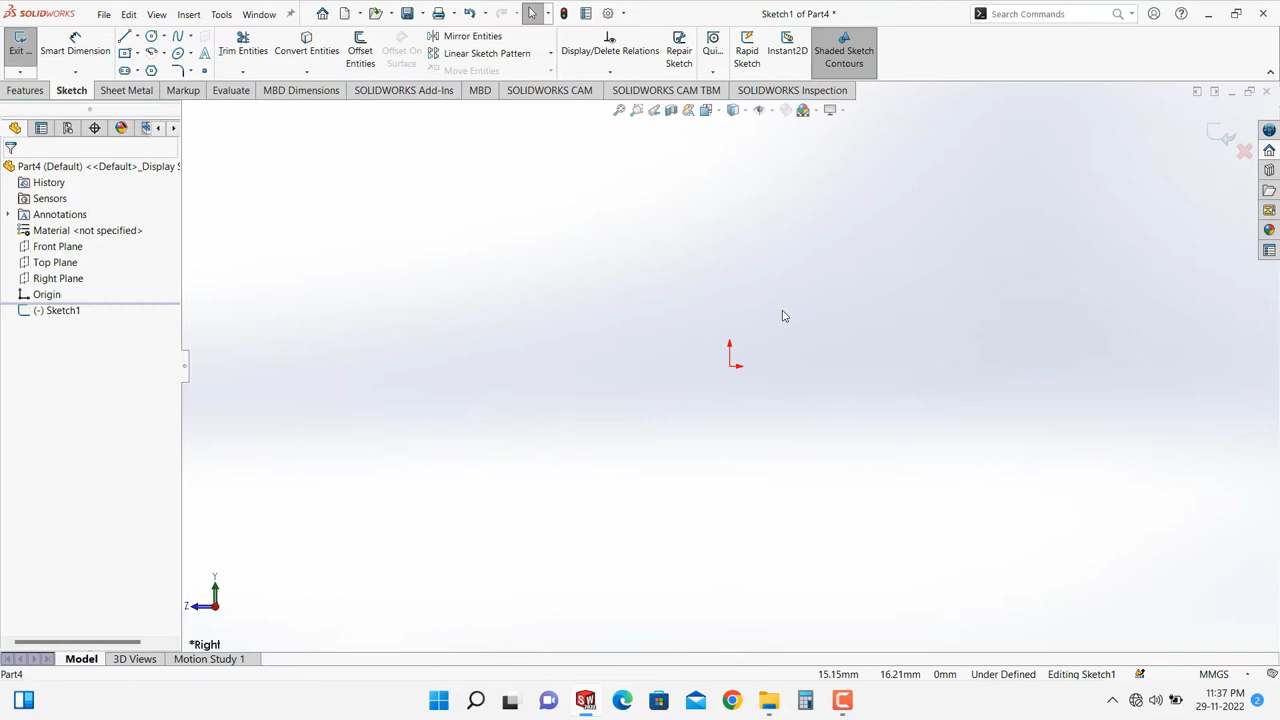 SOLIDWORKS File Edit View Insert Tools Window Sketch1 of Part4 * Search Commands
Exit ... Smart Dimension Trim Entities Convert Entities Offset Entities Offset On Surface Mirror Entities Linear Sketch Pattern Move Entities Display/Delete Relations Repair Sketch Qui... Rapid Sketch Instant2D Shaded Sketch Contours
Features Sketch Sheet Metal Markup Evaluate MBD Dimensions SOLIDWORKS Add-Ins MBD SOLIDWORKS CAM SOLIDWORKS CAM TBM SOLIDWORKS Inspection
Part4 (Default) <<Default>_Display S
History
Sensors
Annotations
Material <not specified>
Front Plane
Top Plane
Right Plane
Origin
(-) Sketch1
Y
Z
*Right
Model 3D Views Motion Study 1
Part4 15.15mm 16.21mm 0mm Under Defined Editing Sketch1 MMGS
11:37 PM
29-11-2022
2